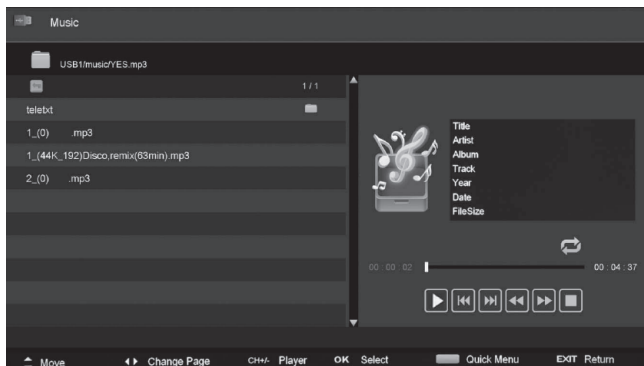 Music
USB1/music/YES.mp3
1 / 1
teletxt
1_(0) .mp3
1_(44K_192)Disco,remix(63min).mp3
2_(0) .mp3
Title
Artist
Album
Track
Year
Date
FileSize
00 : 00 : 02
00 : 04 : 37
Move Change Page CH+/- Player OK Select Quick Menu EXIT Return